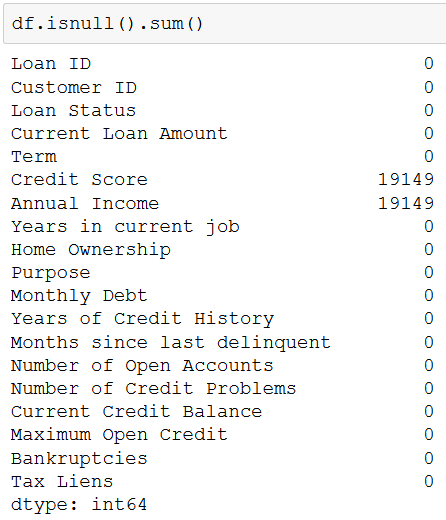 df.isnull().sum()
Loan ID 0
Customer ID 0
Loan Status 0
Current Loan Amount 0
Term 0
Credit Score 19149
Annual Income 19149
Years in current job 0
Home Ownership 0
Purpose 0
Monthly Debt 0
Years of Credit History 0
Months since last delinquent 0
Number of Open Accounts 0
Number of Credit Problems 0
Current Credit Balance 0
Maximum Open Credit 0
Bankruptcies 0
Tax Liens 0
dtype: int64